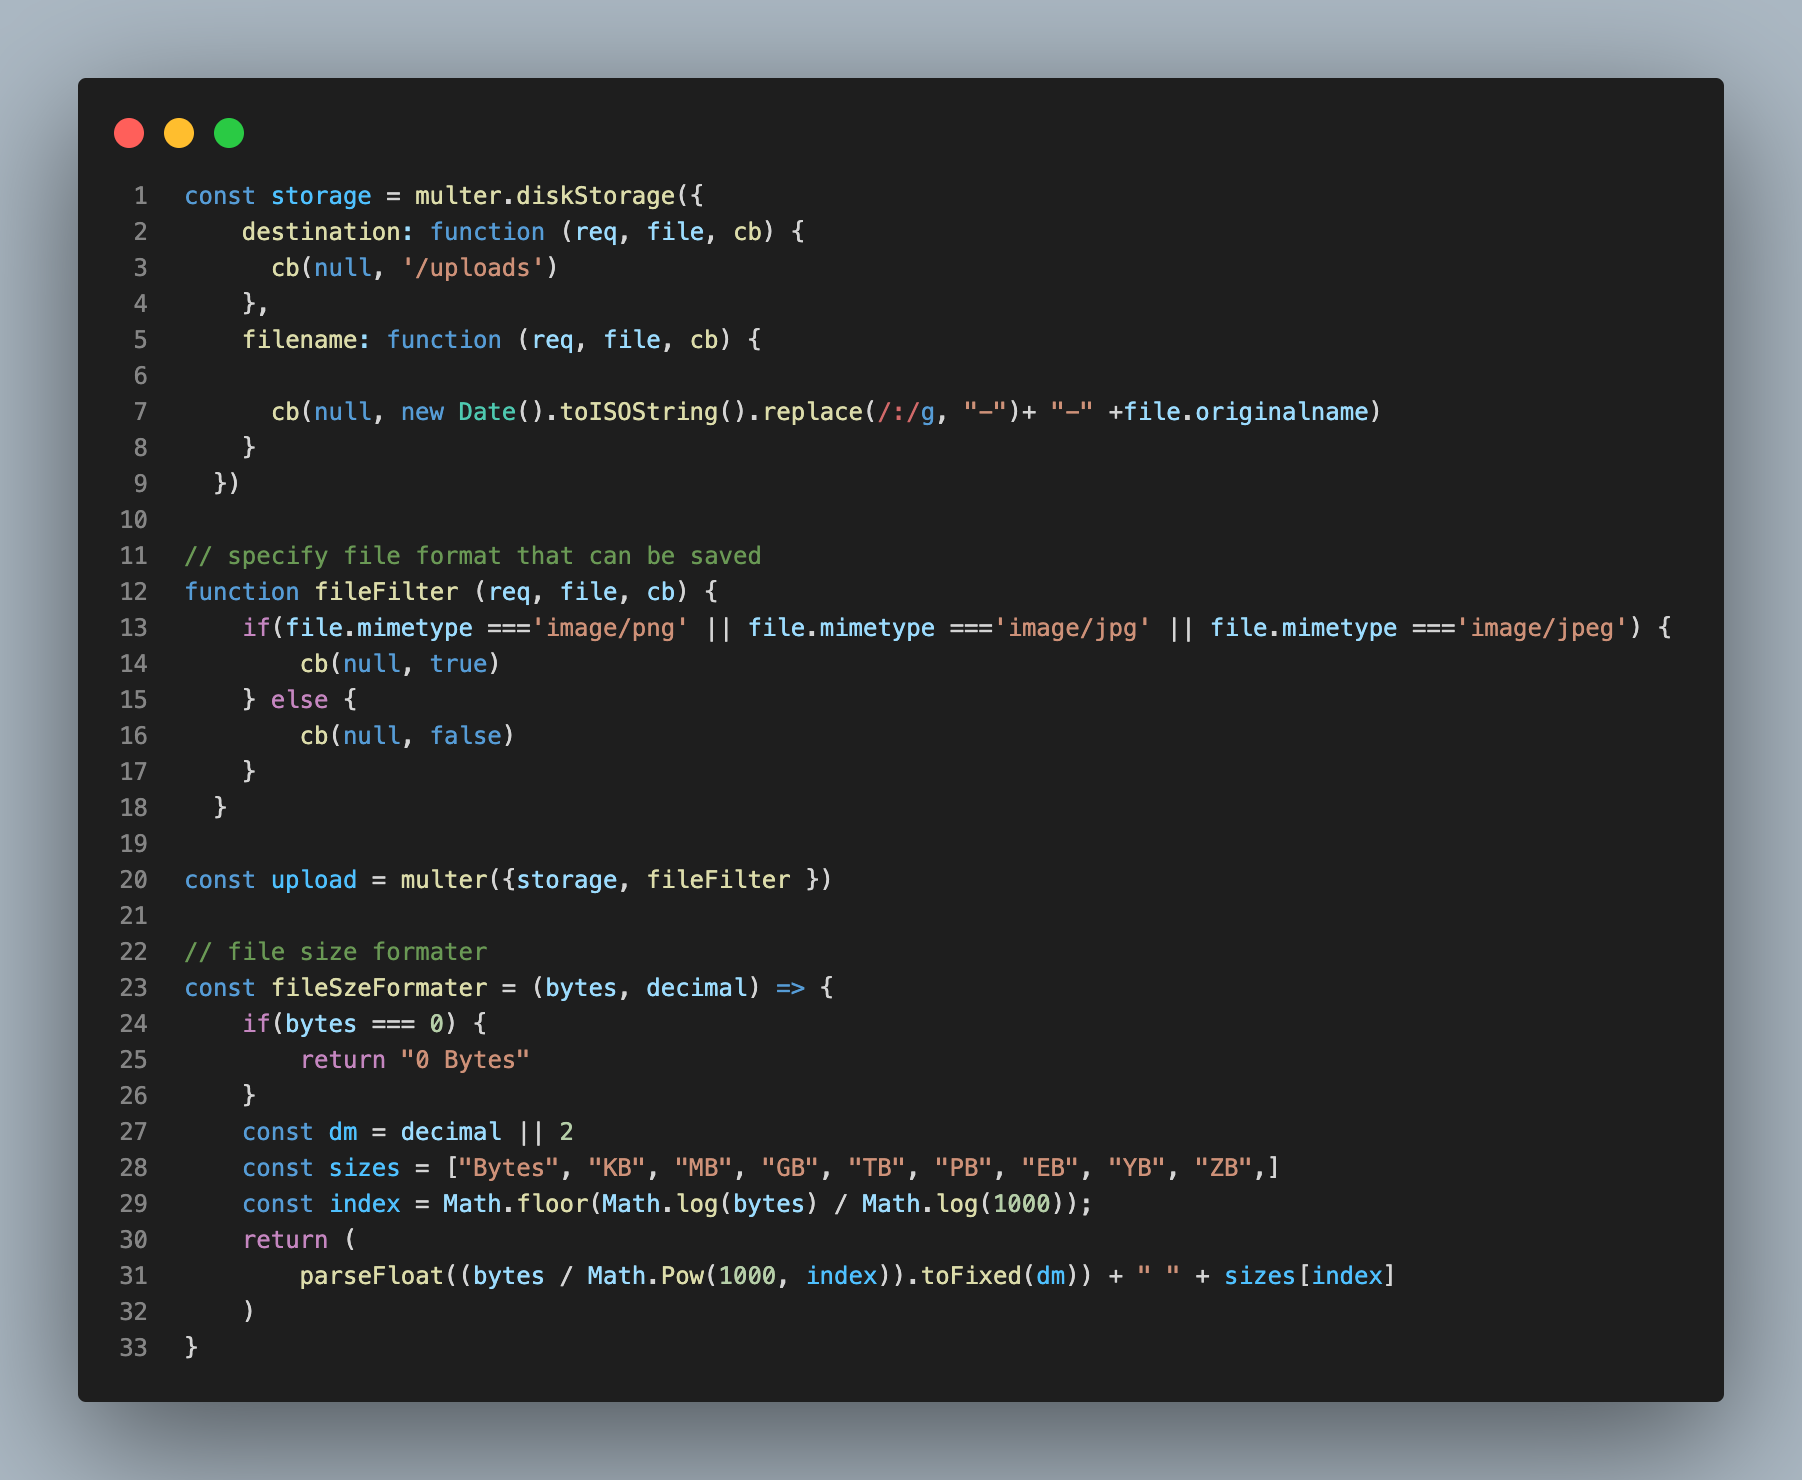 1 const storage = multer.diskStorage({
2 destination: function (req, file, cb) {
3 cb(null, '/uploads')
4 },
5 filename: function (req, file, cb) {
6
7 cb(null, new Date().toISOString().replace(/:/g, "-")+ "-" +file.originalname)
8 }
9 })
10
11 // specify file format that can be saved
12 function fileFilter (req, file, cb) {
13 if(file.mimetype ==='image/png' || file.mimetype ==='image/jpg' || file.mimetype ==='image/jpeg') {
14 cb(null, true)
15 } else {
16 cb(null, false)
17 }
18 }
19
20 const upload = multer({storage, fileFilter })
21
22 // file size formater
23 const fileSzeFormater = (bytes, decimal) => {
24 if(bytes === 0) {
25 return "0 Bytes"
26 }
27 const dm = decimal || 2
28 const sizes = ["Bytes", "KB", "MB", "GB", "TB", "PB", "EB", "YB", "ZB",]
29 const index = Math.floor(Math.log(bytes) / Math.log(1000));
30 return (
31 parseFloat((bytes / Math.Pow(1000, index)).toFixed(dm)) + " " + sizes[index]
32 )
33 }